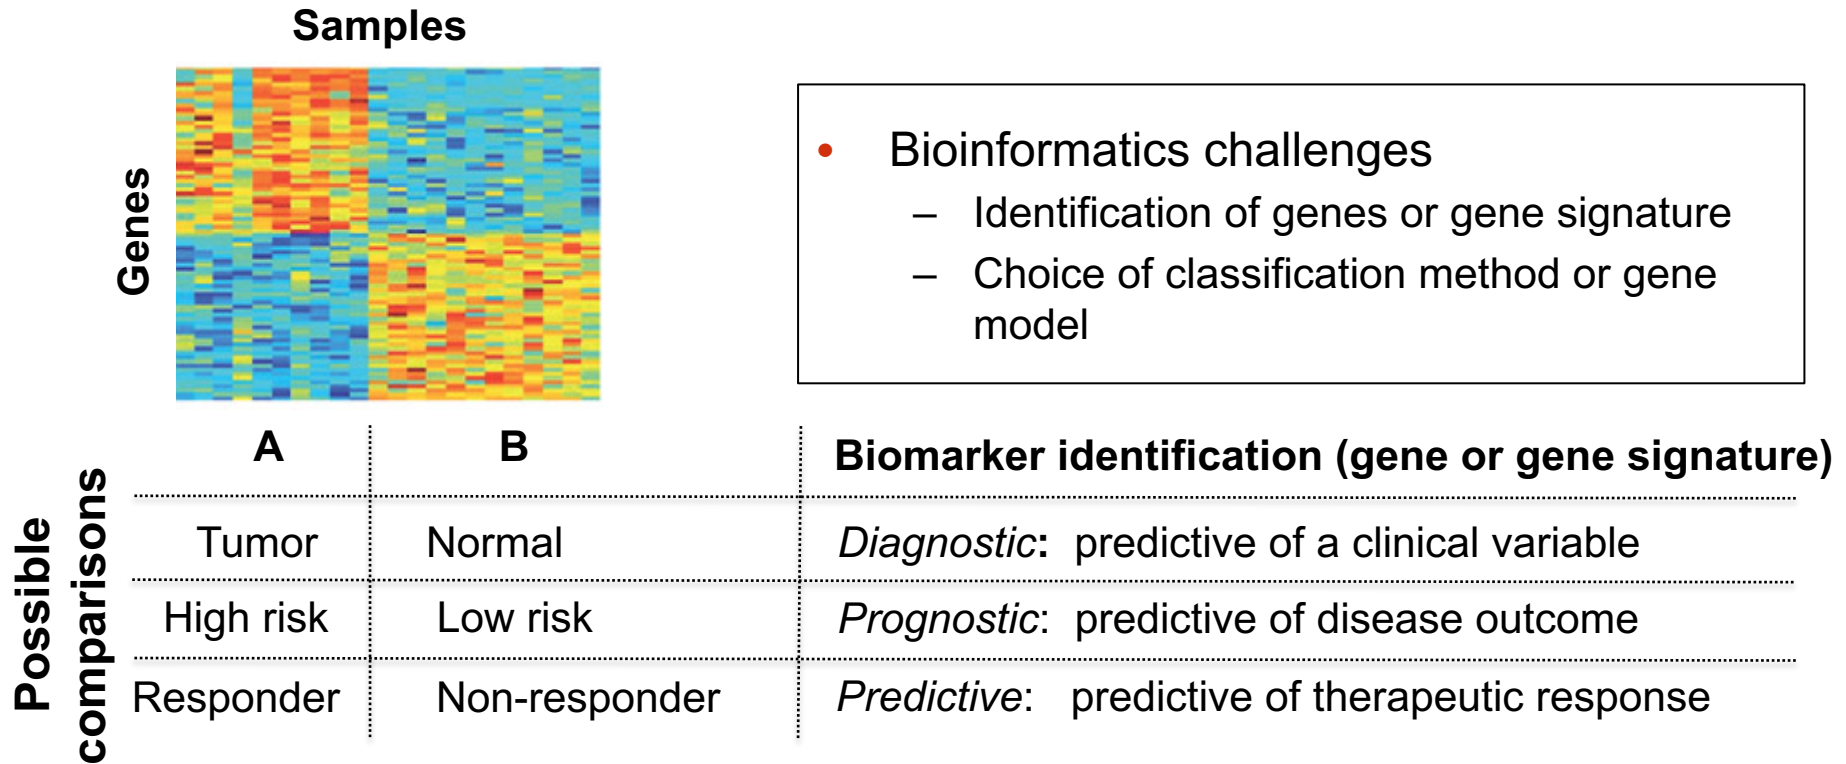 Samples
Genes
• Bioinformatics challenges
– Identification of genes or gene signature
– Choice of classification method or gene
model
A B Biomarker identification (gene or gene signature)
Possible
comparisons
Tumor Normal Diagnostic: predictive of a clinical variable
High risk Low risk Prognostic: predictive of disease outcome
Responder Non-responder Predictive: predictive of therapeutic response